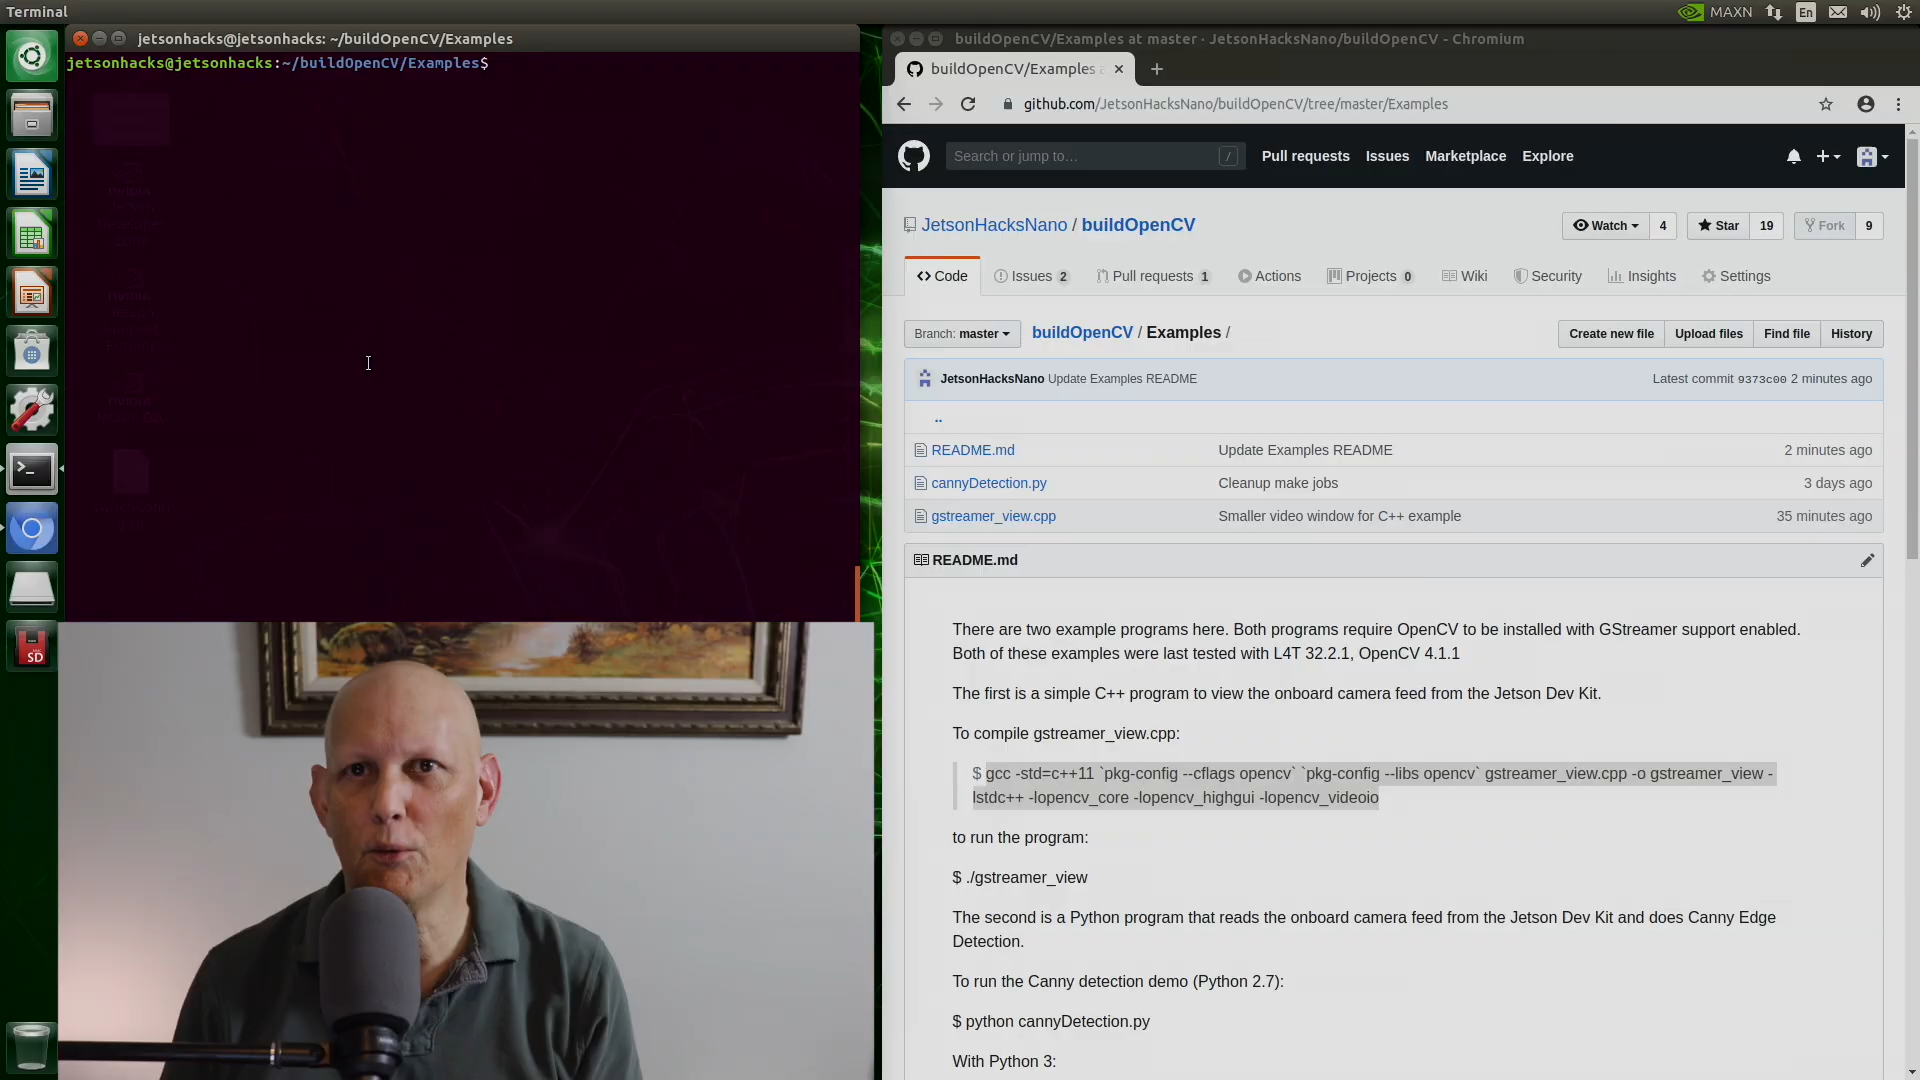 Terminal
MAXN
En
jetsonhacks@jetsonhacks: ~/buildOpenCV/Examples
jetsonhacks@jetsonhacks:~/buildOpenCV/Examples$
SD
buildOpenCV/Examples at master · JetsonHacksNano/buildOpenCV - Chromium
buildOpenCV/Examples
github.com/JetsonHacksNano/buildOpenCV/tree/master/Examples
Search or jump to…
/
Pull requests
Issues
Marketplace
Explore
JetsonHacksNano / buildOpenCV
Watch
4
Star
19
Fork
9
Code
Issues 2
Pull requests 1
Actions
Projects 0
Wiki
Security
Insights
Settings
Branch: master
buildOpenCV / Examples /
Create new file
Upload files
Find file
History
JetsonHacksNano Update Examples README
Latest commit 9373c00 2 minutes ago
..
README.md
Update Examples README
2 minutes ago
cannyDetection.py
Cleanup make jobs
3 days ago
gstreamer_view.cpp
Smaller video window for C++ example
35 minutes ago
README.md
There are two example programs here. Both programs require OpenCV to be installed with GStreamer support enabled.
Both of these examples were last tested with L4T 32.2.1, OpenCV 4.1.1
The first is a simple C++ program to view the onboard camera feed from the Jetson Dev Kit.
To compile gstreamer_view.cpp:
$ gcc -std=c++11 `pkg-config --cflags opencv` `pkg-config --libs opencv` gstreamer_view.cpp -o gstreamer_view -
lstdc++ -lopencv_core -lopencv_highgui -lopencv_videoio
to run the program:
$ ./gstreamer_view
The second is a Python program that reads the onboard camera feed from the Jetson Dev Kit and does Canny Edge
Detection.
To run the Canny detection demo (Python 2.7):
$ python cannyDetection.py
With Python 3: